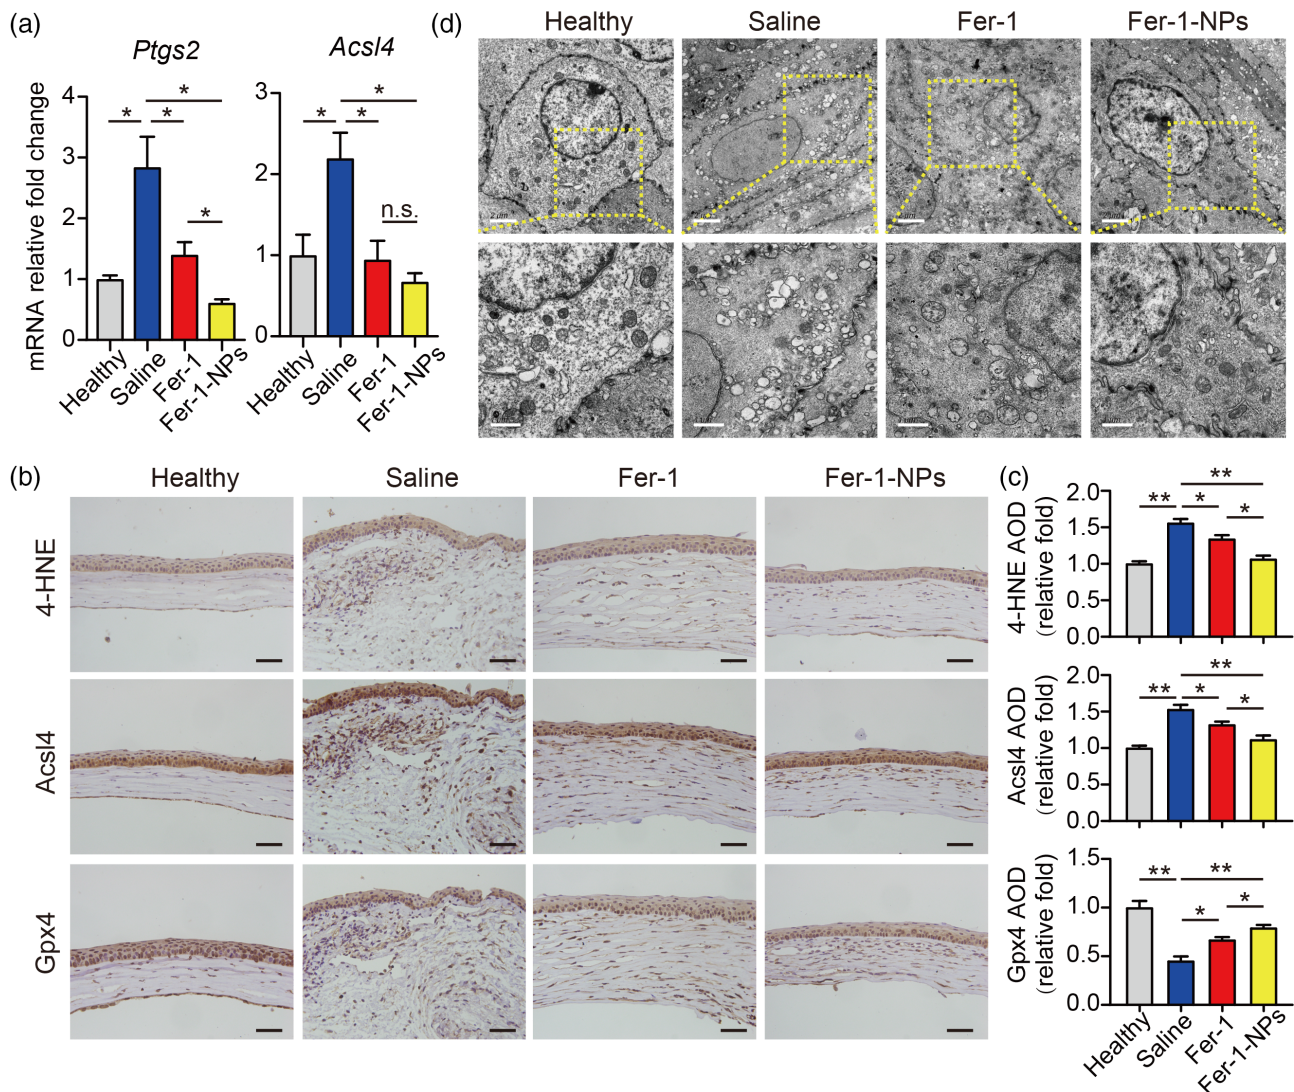 (a)
Ptgs2
Acsl4
mRNA relative fold change
4
3
2
1
0
* * *
*
3
2
1
0
* * *
n.s.
Healthy
Saline
Fer-1
Fer-1-NPs
Healthy
Saline
Fer-1
Fer-1-NPs
(d)
Healthy
Saline
Fer-1
Fer-1-NPs
(b)
Healthy
Saline
Fer-1
Fer-1-NPs
4-HNE
Acsl4
Gpx4
(c)
4-HNE AOD
(relative fold)
2.0
1.5
1.0
0.5
0.0
**
** * *
Acsl4 AOD
(relative fold)
2.0
1.5
1.0
0.5
0.0
**
** * *
Gpx4 AOD
(relative fold)
1.5
1.0
0.5
0.0
** **
* *
Healthy
Saline
Fer-1
Fer-1-NPs